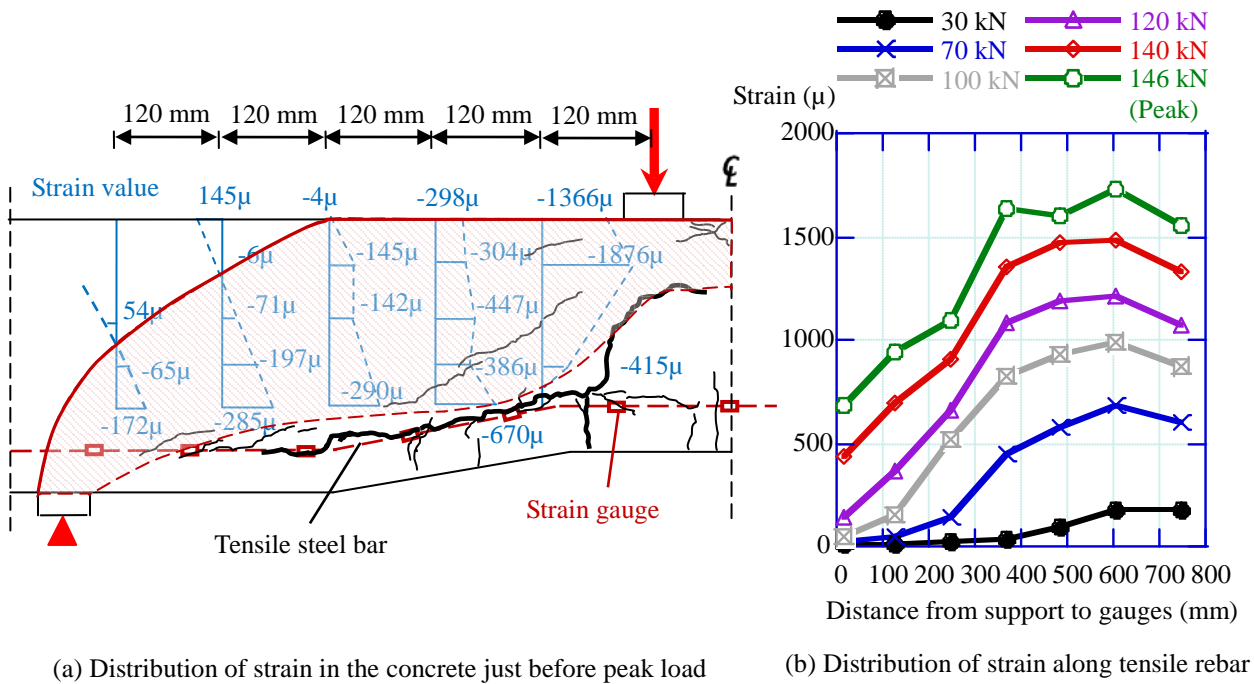 30 kN
120 kN
70 kN
140 kN
100 kN
146 kN
(Peak)
Strain (μ)
120 mm 120 mm 120 mm 120 mm 120 mm
℄
Strain value
145μ
-4μ
-298μ
-1366μ
-6μ
-145μ
-304μ
-1876μ
54μ
-71μ
-142μ
-447μ
-65μ
-197μ
-386μ
-415μ
-290μ
-172μ
-285μ
-670μ
Strain gauge
Tensile steel bar
2000
1500
1000
500
0
0 100 200 300 400 500 600 700 800
Distance from support to gauges (mm)
(a) Distribution of strain in the concrete just before peak load
(b) Distribution of strain along tensile rebar